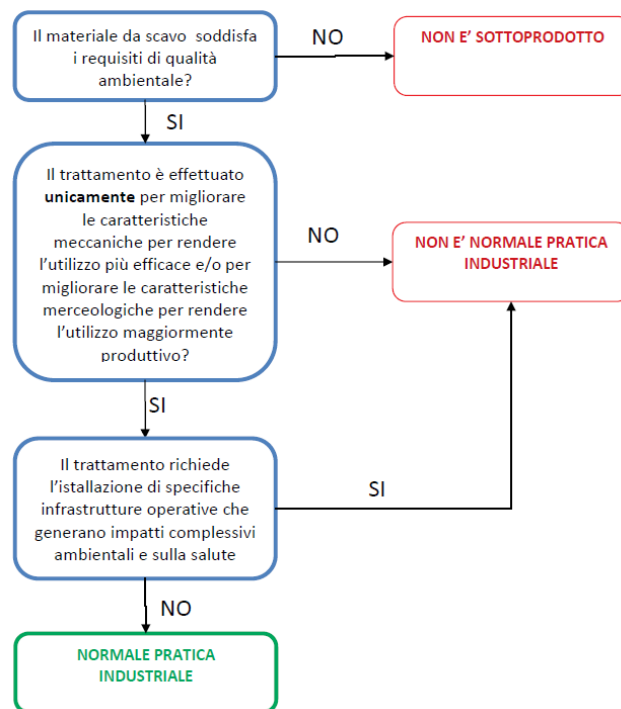 Il materiale da scavo soddisfa
i requisiti di qualità
ambientale?
NO
NON E’ SOTTOPRODOTTO
SI
Il trattamento è effettuato
unicamente per migliorare
le caratteristiche
meccaniche per rendere
l’utilizzo più efficace e/o per
migliorare le caratteristiche
merceologiche per rendere
l’utilizzo maggiormente
produttivo?
NO
NON E’ NORMALE PRATICA
INDUSTRIALE
SI
Il trattamento richiede
l’istallazione di specifiche
infrastrutture operative che
generano impatti complessivi
ambientali e sulla salute
SI
NO
NORMALE PRATICA
INDUSTRIALE